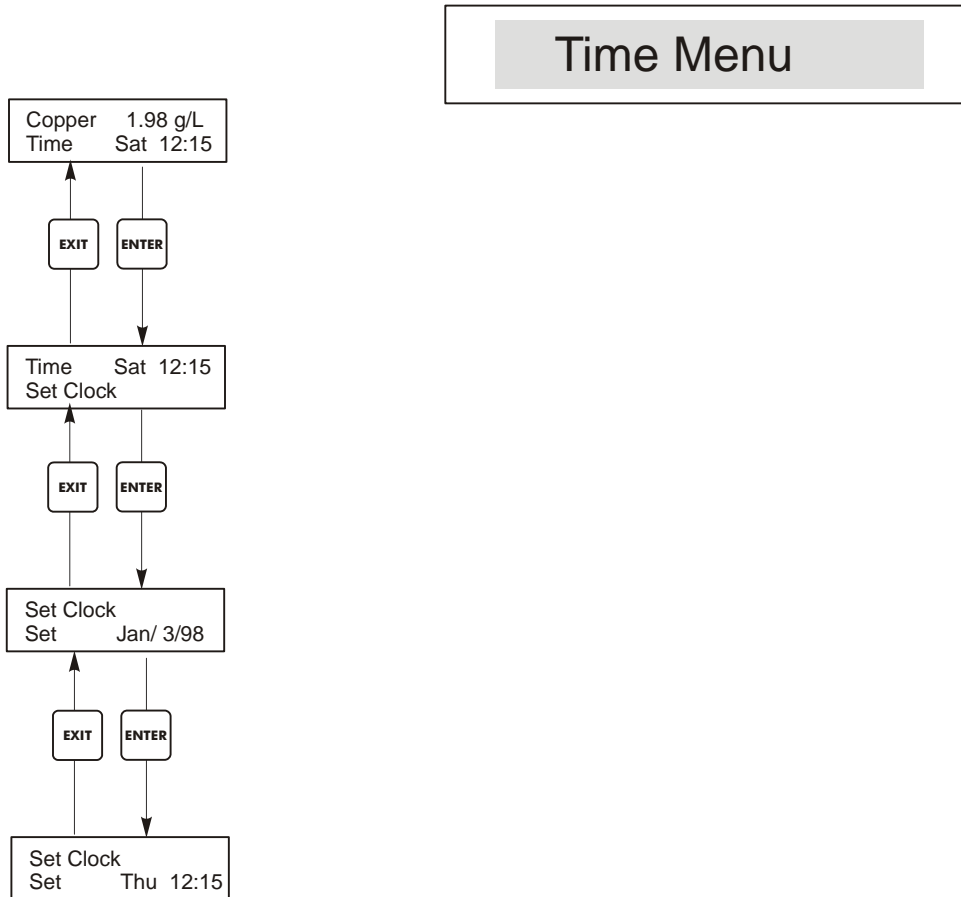 Time Menu
Copper 1.98 g/L
Time Sat 12:15
EXIT ENTER
Time Sat 12:15
Set Clock
EXIT ENTER
Set Clock
Set Jan/ 3/98
EXIT ENTER
Set Clock
Set Thu 12:15